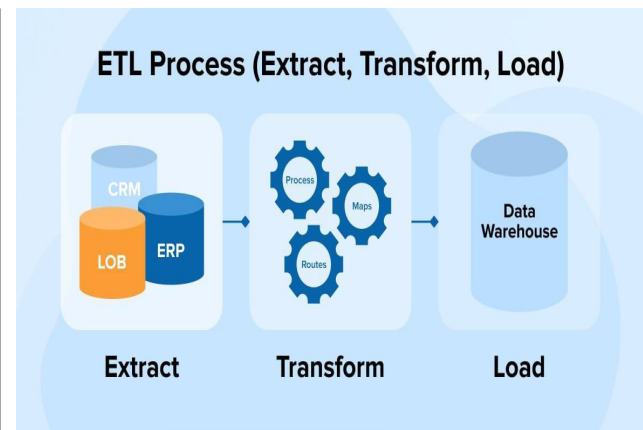 ETL Process (Extract, Transform, Load)
CRM
LOB
ERP
Process
Maps
Routes
Data
Warehouse
Extract
Transform
Load